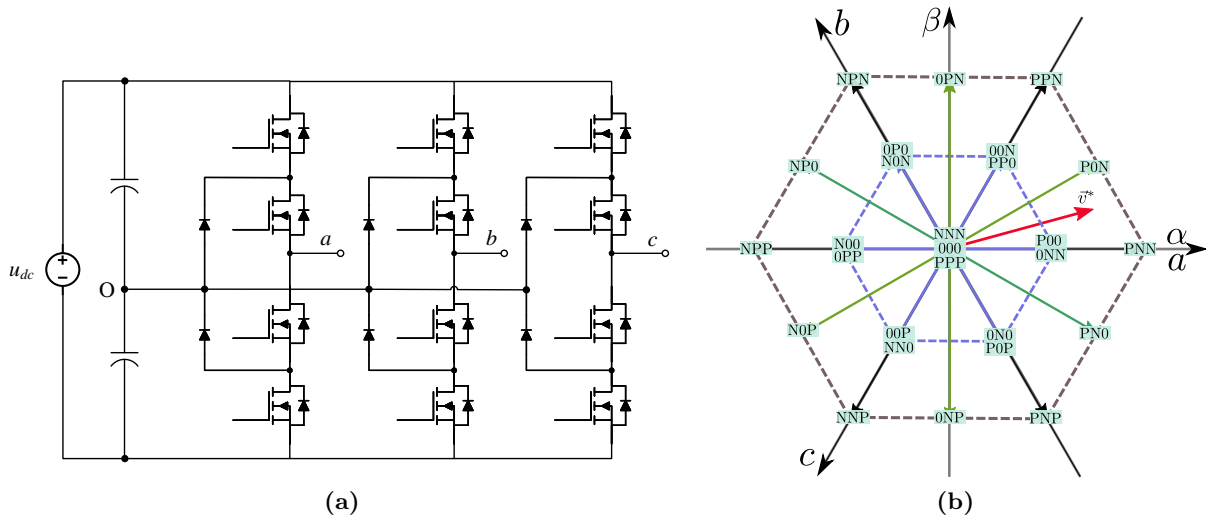 u_dc
O
a
b
c
(a)
b
β
NPN
0PN
PPN
0P0
N0N
00N
PP0
NP0
P0N
v⃗*
NPP
N00
0PP
NNN
000
PPP
P00
0NN
PNN
α
a
N0P
00P
NN0
0N0
P0P
PN0
NNP
0NP
PNP
c
(b)